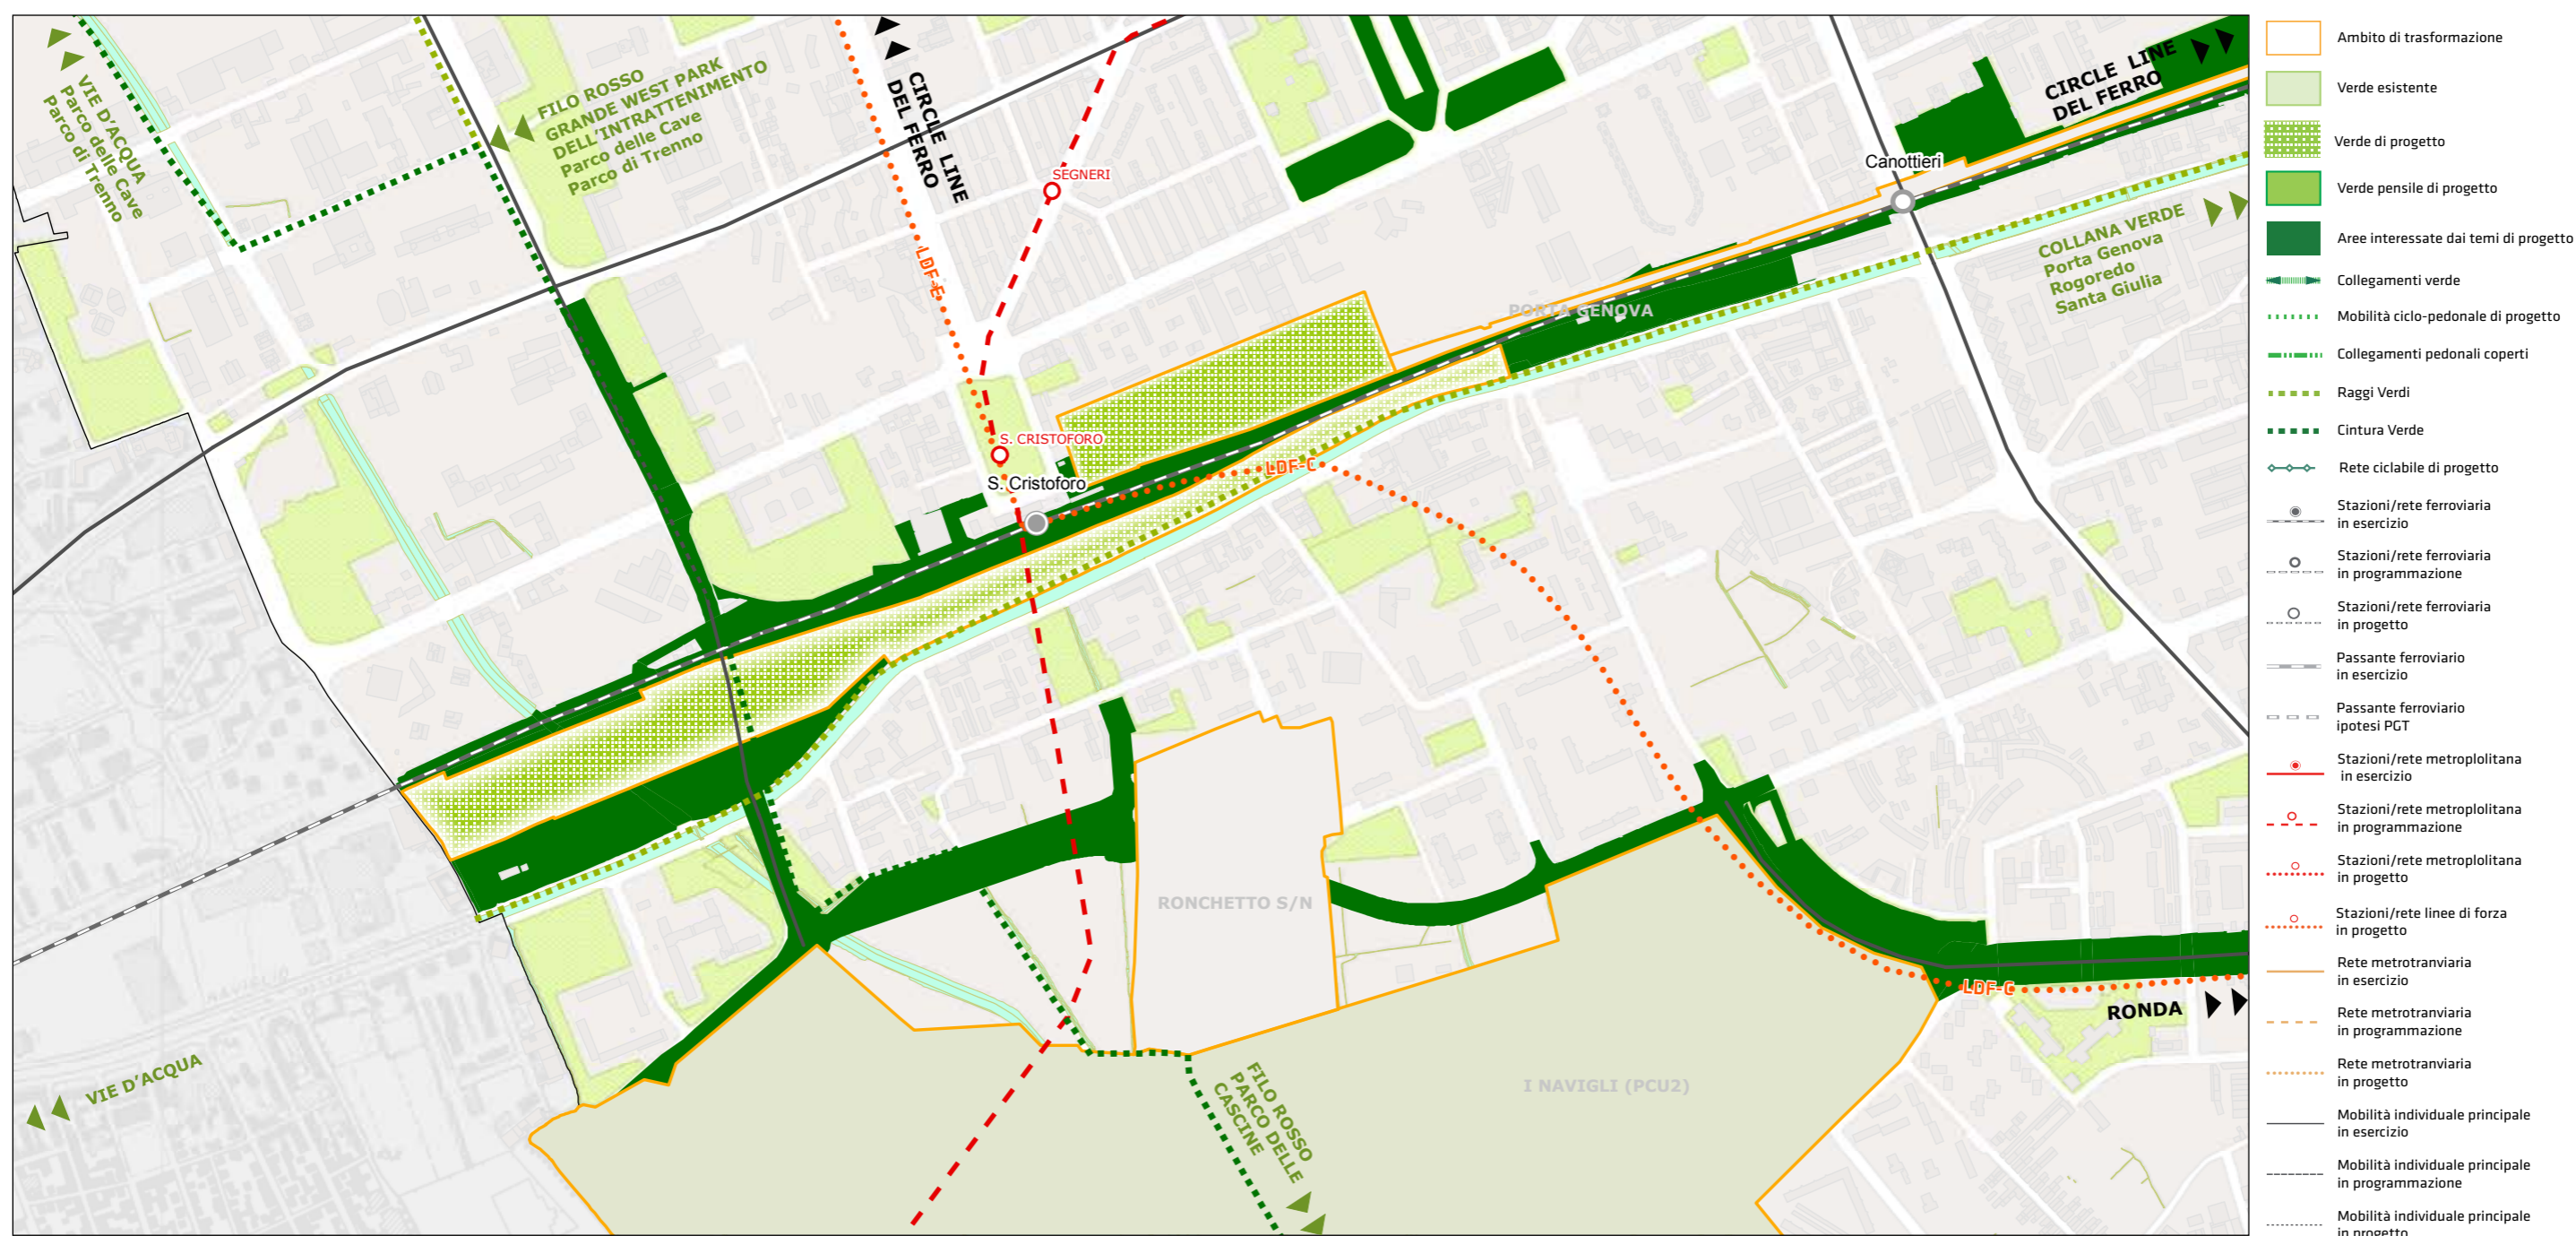 VIE D'ACQUA
Parco delle Cave
Parco di Trenno
FILO ROSSO
GRANDE WEST PARK
DELL'INTRATTENIMENTO
Parco delle Cave
Parco di Trenno
CIRCLE LINE
DEL FERRO
LDF-E
SEGNERI
S. CRISTOFORO
S. Cristoforo
LDF-C
PORTA GENOVA
Canottieri
CIRCLE LINE
DEL FERRO
COLLANA VERDE
Porta Genova
Rogoredo
Santa Giulia
RONCHETTO S/N
I NAVIGLI (PCU2)
LDF-C
RONDA
NAVIGLIO
VIE D'ACQUA
FILO ROSSO
PARCO DELLE
CASCINE
Ambito di trasformazione
Verde esistente
Verde di progetto
Verde pensile di progetto
Aree interessate dai temi di progetto
Collegamenti verde
Mobilità ciclo-pedonale di progetto
Collegamenti pedonali coperti
Raggi Verdi
Cintura Verde
Rete ciclabile di progetto
Stazioni/rete ferroviaria
in esercizio
Stazioni/rete ferroviaria
in programmazione
Stazioni/rete ferroviaria
in progetto
Passante ferroviario
in esercizio
Passante ferroviario
ipotesi PGT
Stazioni/rete metroplolitana
in esercizio
Stazioni/rete metroplolitana
in programmazione
Stazioni/rete metroplolitana
in progetto
Stazioni/rete linee di forza
in progetto
Rete metrotranviaria
in esercizio
Rete metrotranviaria
in programmazione
Rete metrotranviaria
in progetto
Mobilità individuale principale
in esercizio
Mobilità individuale principale
in programmazione
Mobilità individuale principale
in progetto